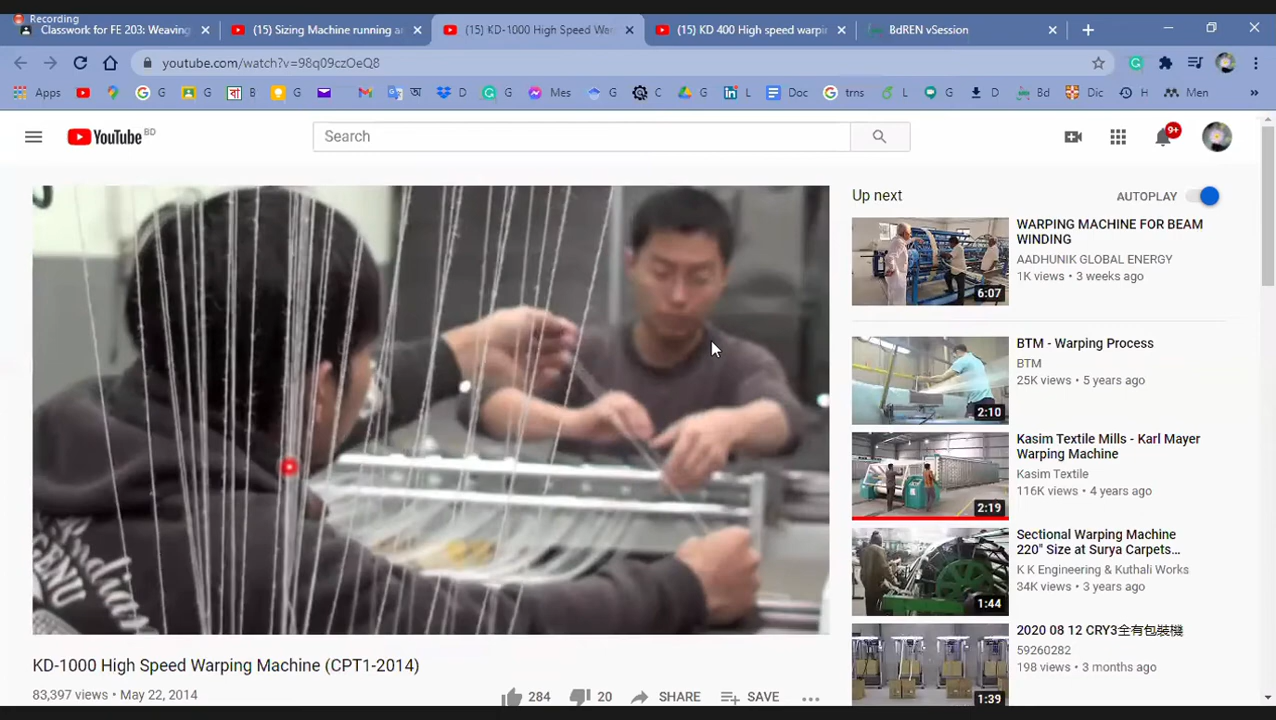 Recording
Classwork for FE 203: Weaving
(15) Sizing Machine running a
(15) KD-1000 High Speed Wa
(15) KD 400 High speed warpi
BdREN vSession
youtube.com/watch?v=98q09czOeQ8
Apps G G B G D G Mes G C G L Doc trns L G D Bd Dic H Men »
YouTube BD
Search
9+
Up next
AUTOPLAY
WARPING MACHINE FOR BEAM
WINDING
AADHUNIK GLOBAL ENERGY
1K views • 3 weeks ago
6:07
BTM - Warping Process
BTM
25K views • 5 years ago
2:10
Kasim Textile Mills - Karl Mayer
Warping Machine
Kasim Textile
116K views • 4 years ago
2:19
Sectional Warping Machine
220" Size at Surya Carpets...
K K Engineering & Kuthali Works
34K views • 3 years ago
1:44
2020 08 12 CRY3全有包裝機
59260282
198 views • 3 months ago
1:39
KD-1000 High Speed Warping Machine (CPT1-2014)
83,397 views • May 22, 2014
284
20
SHARE
SAVE